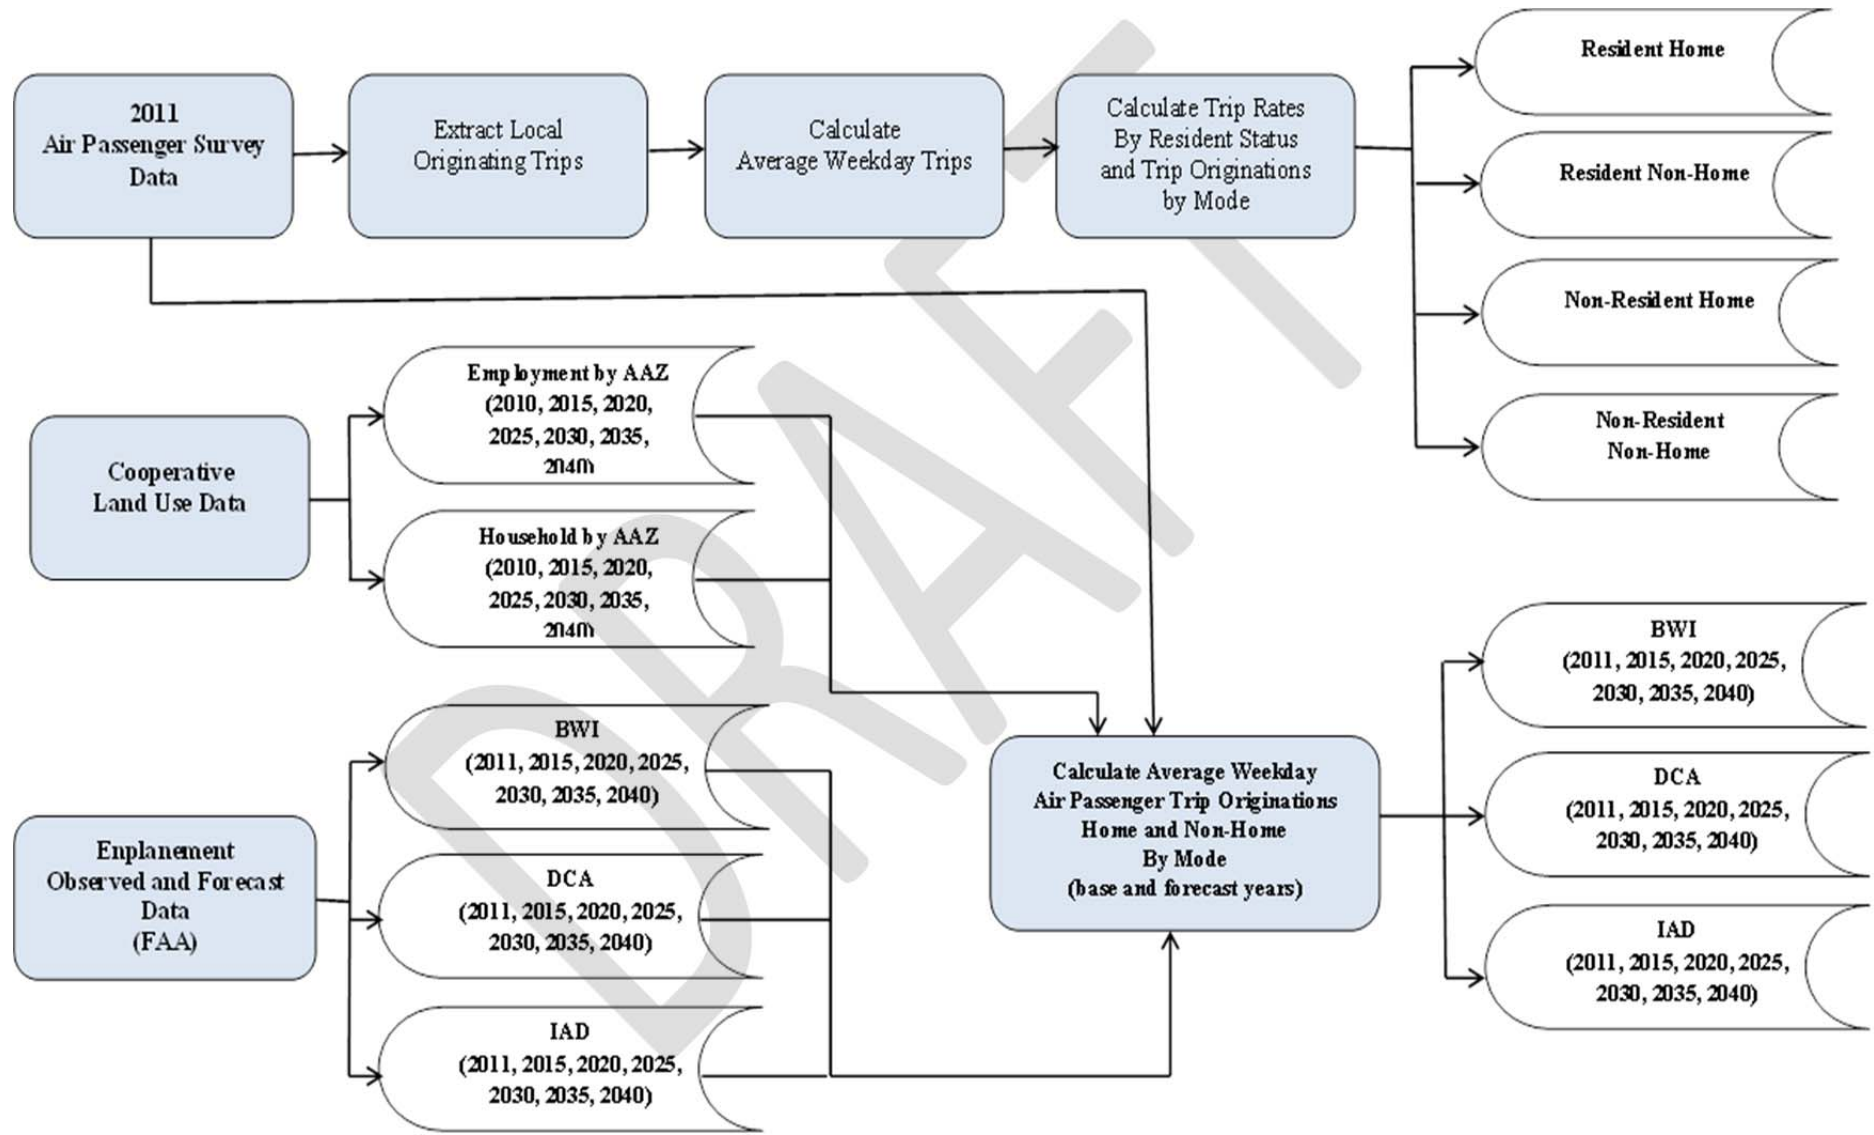 2011
Air Passenger Survey
Data
Extract Local
Originating Trips
Calculate
Average Weekday Trips
Calculate Trip Rates
By Resident Status
and Trip Originations
by Mode
Resident Home
Resident Non-Home
Non-Resident Home
Non-Resident
Non-Home
Cooperative
Land Use Data
Employment by AAZ
(2010, 2015, 2020,
2025, 2030, 2035,
2040)
Household by AAZ
(2010, 2015, 2020,
2025, 2030, 2035,
2040)
Enplanement
Observed and Forecast
Data
(FAA)
BWI
(2011, 2015, 2020, 2025,
2030, 2035, 2040)
DCA
(2011, 2015, 2020, 2025,
2030, 2035, 2040)
IAD
(2011, 2015, 2020, 2025,
2030, 2035, 2040)
Calculate Average Weekday
Air Passenger Trip Originations
Home and Non-Home
By Mode
(base and forecast years)
BWI
(2011, 2015, 2020, 2025,
2030, 2035, 2040)
DCA
(2011, 2015, 2020, 2025,
2030, 2035, 2040)
IAD
(2011, 2015, 2020, 2025,
2030, 2035, 2040)
DRAFT